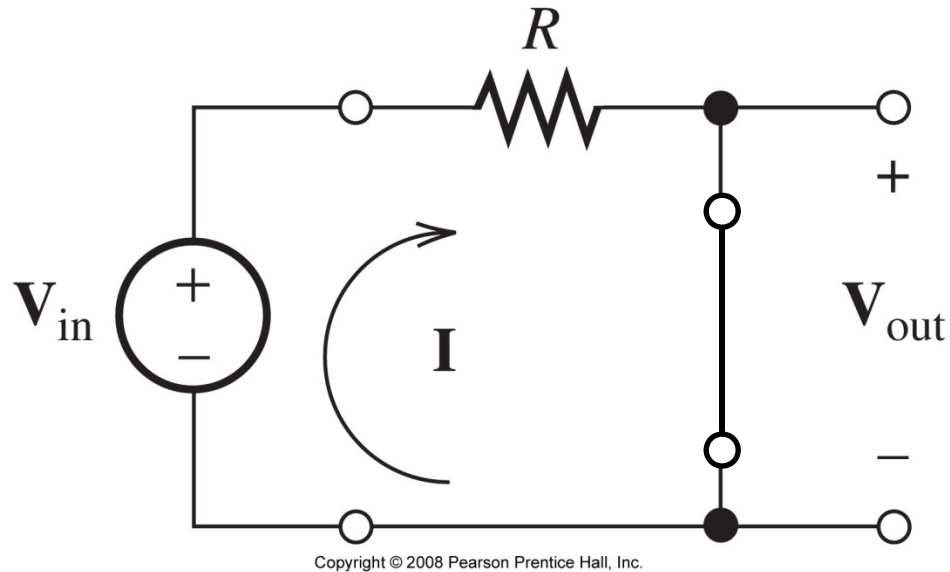 R
+
+
V_in
−
I
V_out
−
Copyright © 2008 Pearson Prentice Hall, Inc.